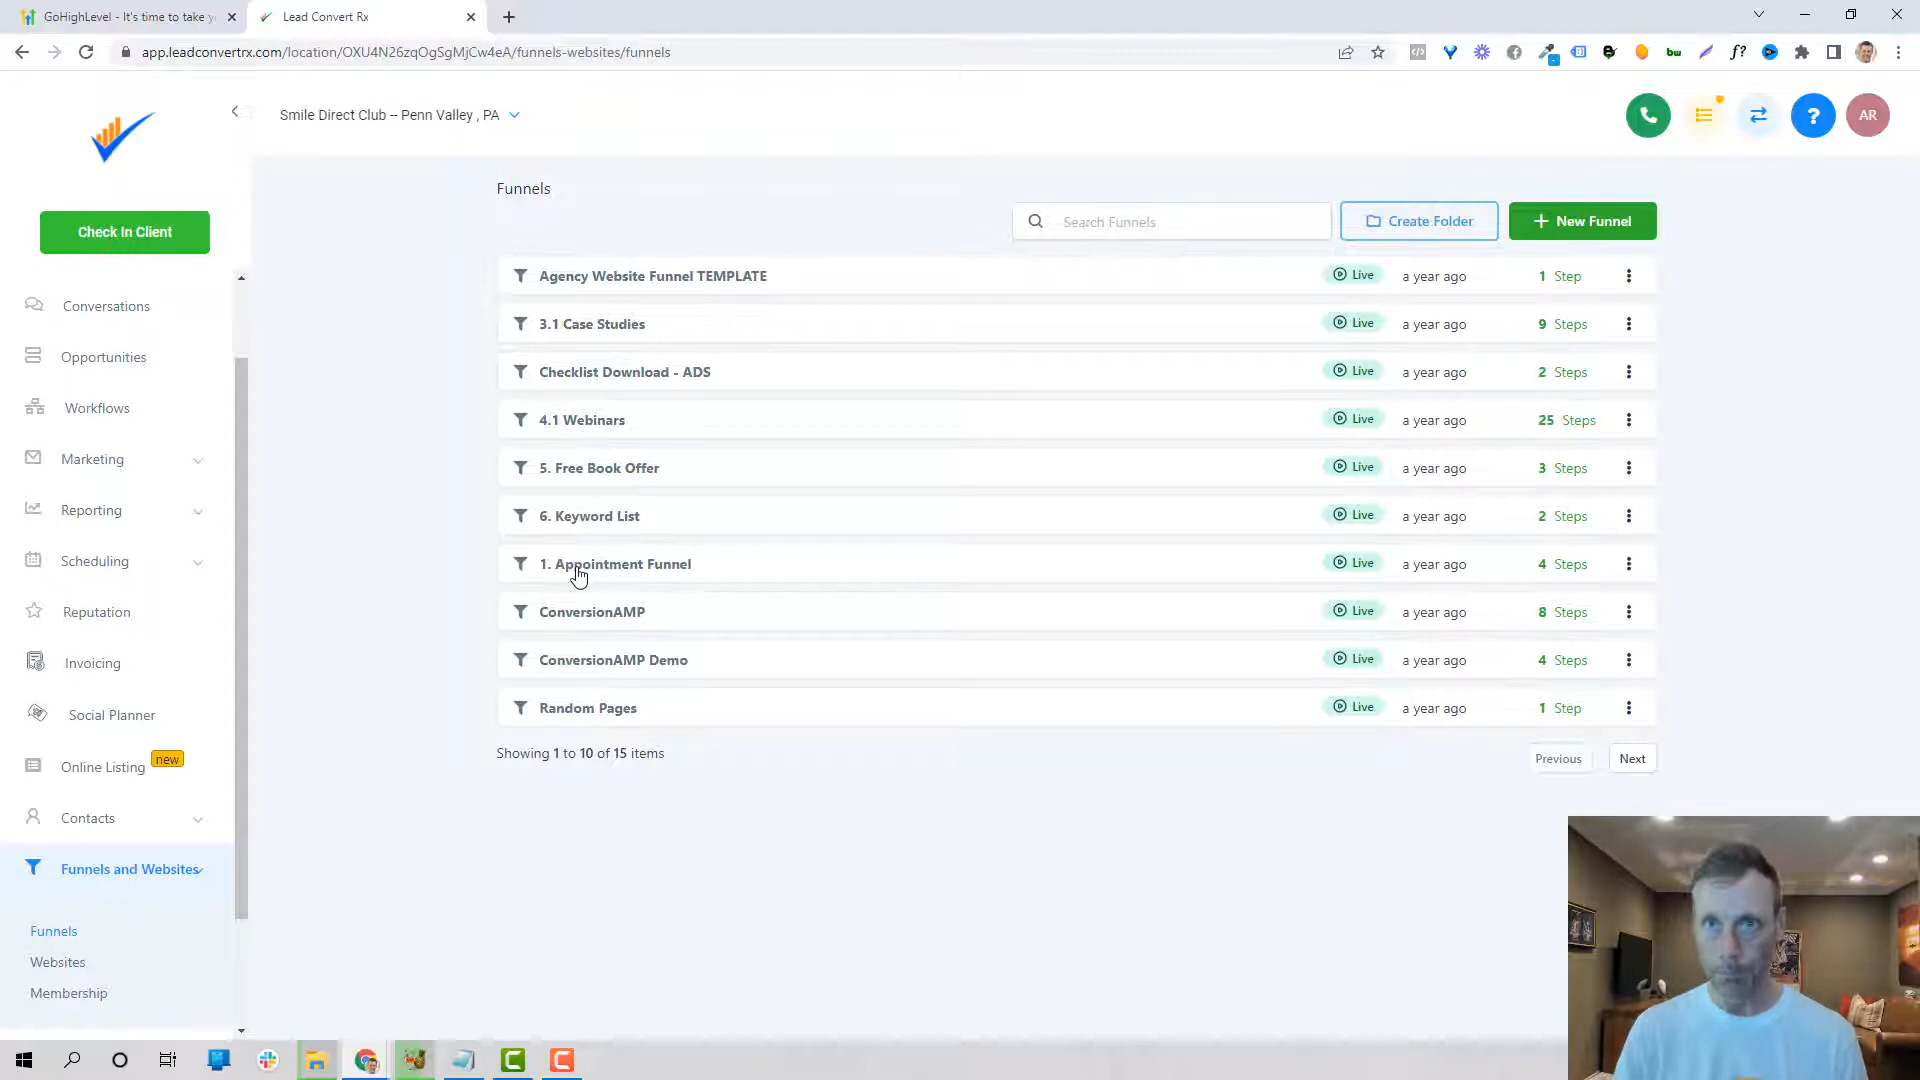 GoHighLevel - It's time to take y
Lead Convert Rx
app.leadconvertrx.com/location/OXU4N26zqOgSgMjCw4eA/funnels-websites/funnels
bw
f?
Smile Direct Club -- Penn Valley , PA
?
AR
Check In Client
Conversations
Opportunities
Workflows
Marketing
Reporting
Scheduling
Reputation
Invoicing
Social Planner
Online Listing new
Contacts
Funnels and Websites
Funnels
Websites
Membership
Funnels
Search Funnels
Create Folder
New Funnel
Agency Website Funnel TEMPLATE Live a year ago 1 Step
3.1 Case Studies Live a year ago 9 Steps
Checklist Download - ADS Live a year ago 2 Steps
4.1 Webinars Live a year ago 25 Steps
5. Free Book Offer Live a year ago 3 Steps
6. Keyword List Live a year ago 2 Steps
1. Appointment Funnel Live a year ago 4 Steps
ConversionAMP Live a year ago 8 Steps
ConversionAMP Demo Live a year ago 4 Steps
Random Pages Live a year ago 1 Step
Showing 1 to 10 of 15 items
Previous
Next